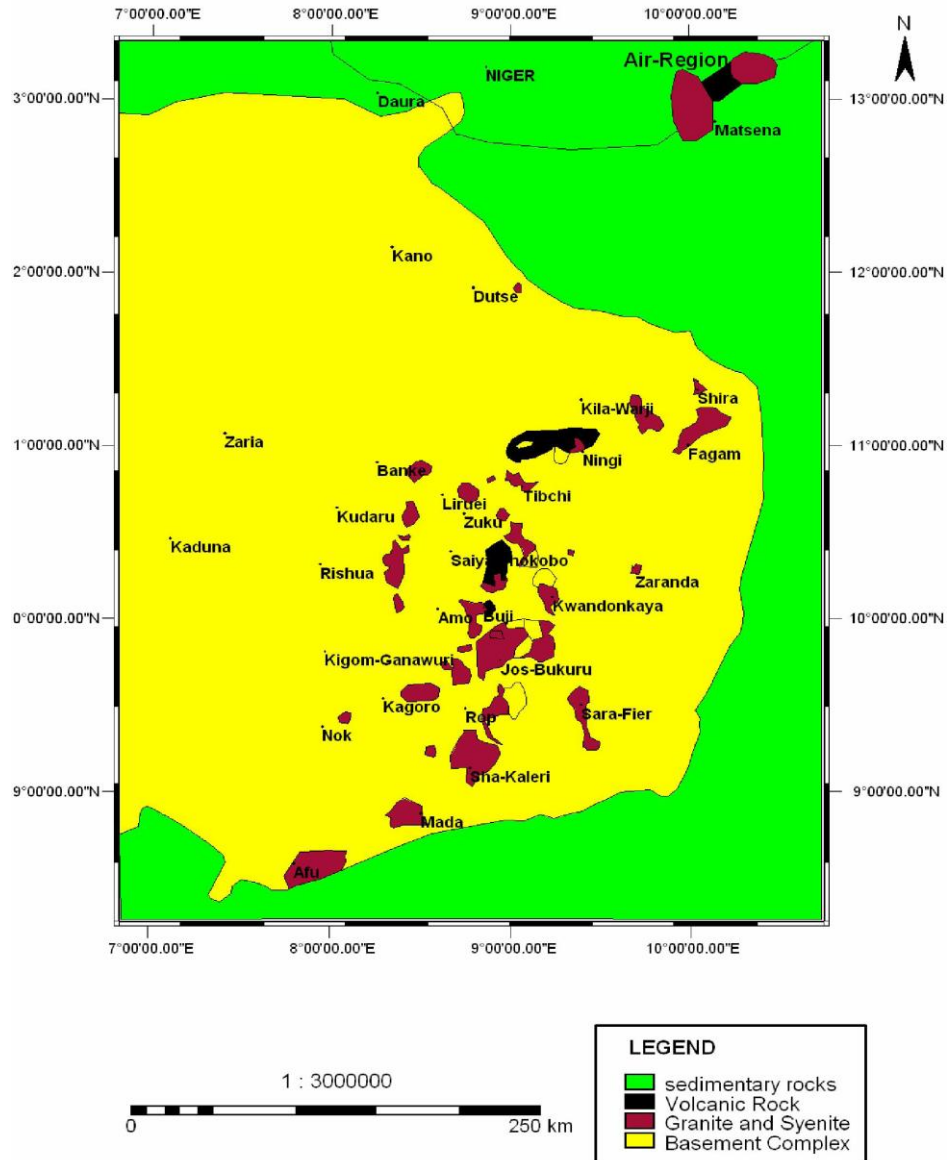 7°00'00.00"E 8°00'00.00"E 9°00'00.00"E 10°00'00.00"E
N
Air-Region
NIGER
3°00'00.00"N Daura 13°00'00.00"N
Matsena
Kano
2°00'00.00"N 12°00'00.00"N
Dutse
Shira
Kila-Warji
Zaria
1°00'00.00"N 11°00'00.00"N
Fagam
Ningi
Banke
Tibchi
Liruei
Kudaru Zuku
Kaduna
Rishua
Zaranda
Kwandonkaya
0°00'00.00"N Amo Buji 10°00'00.00"N
Kigom-Ganawuri
Jos-Bukuru
Kagoro
Rop Sara-Fier
Nok
Sha-Kaleri
9°00'00.00"N 9°00'00.00"N
Mada
Afu
7°00'00.00"E 8°00'00.00"E 9°00'00.00"E 10°00'00.00"E
1 : 3000000
0 250 km
LEGEND
sedimentary rocks
Volcanic Rock
Granite and Syenite
Basement Complex